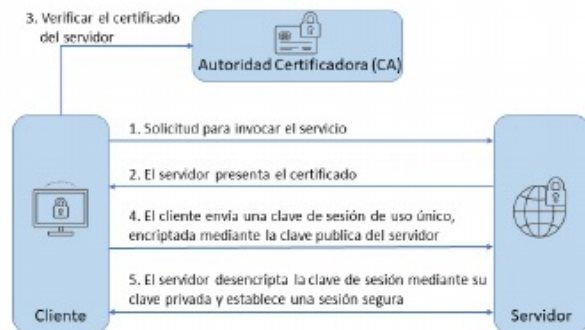 3. Verificar el certificado
del servidor
Autoridad Certificadora (CA)
1. Solicitud para invocar el servicio
2. El servidor presenta el certificado
4. El cliente envía una clave de sesión de uso único,
encriptada mediante la clave publica del servidor
5. El servidor desencripta la clave de sesión mediante su
clave privada y establece una sesión segura
Cliente
Servidor